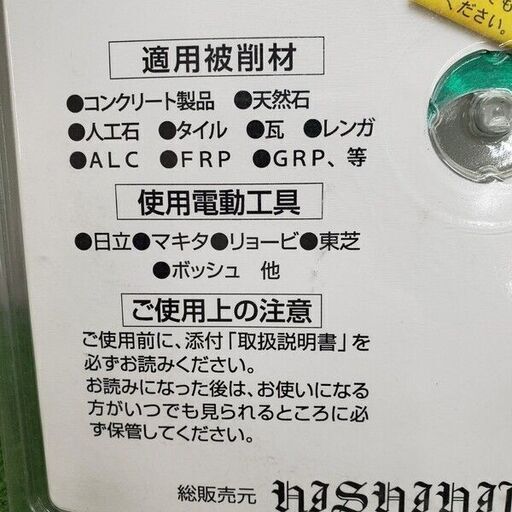 でも
ください。
適用被削材
●コンクリート製品 ●天然石
●人工石 ●タイル ●瓦 ●レンガ
●ALC ●FRP ●GRP、等
使用電動工具
●日立●マキタ●リョービ●東芝
●ボッシュ 他
ご使用上の注意
ご使用前に、添付「取扱説明書」を
必ずお読みください。
お読みになった後は、お使いになる
方がいつでも見られるところに必
ず保管してください。
総販売元